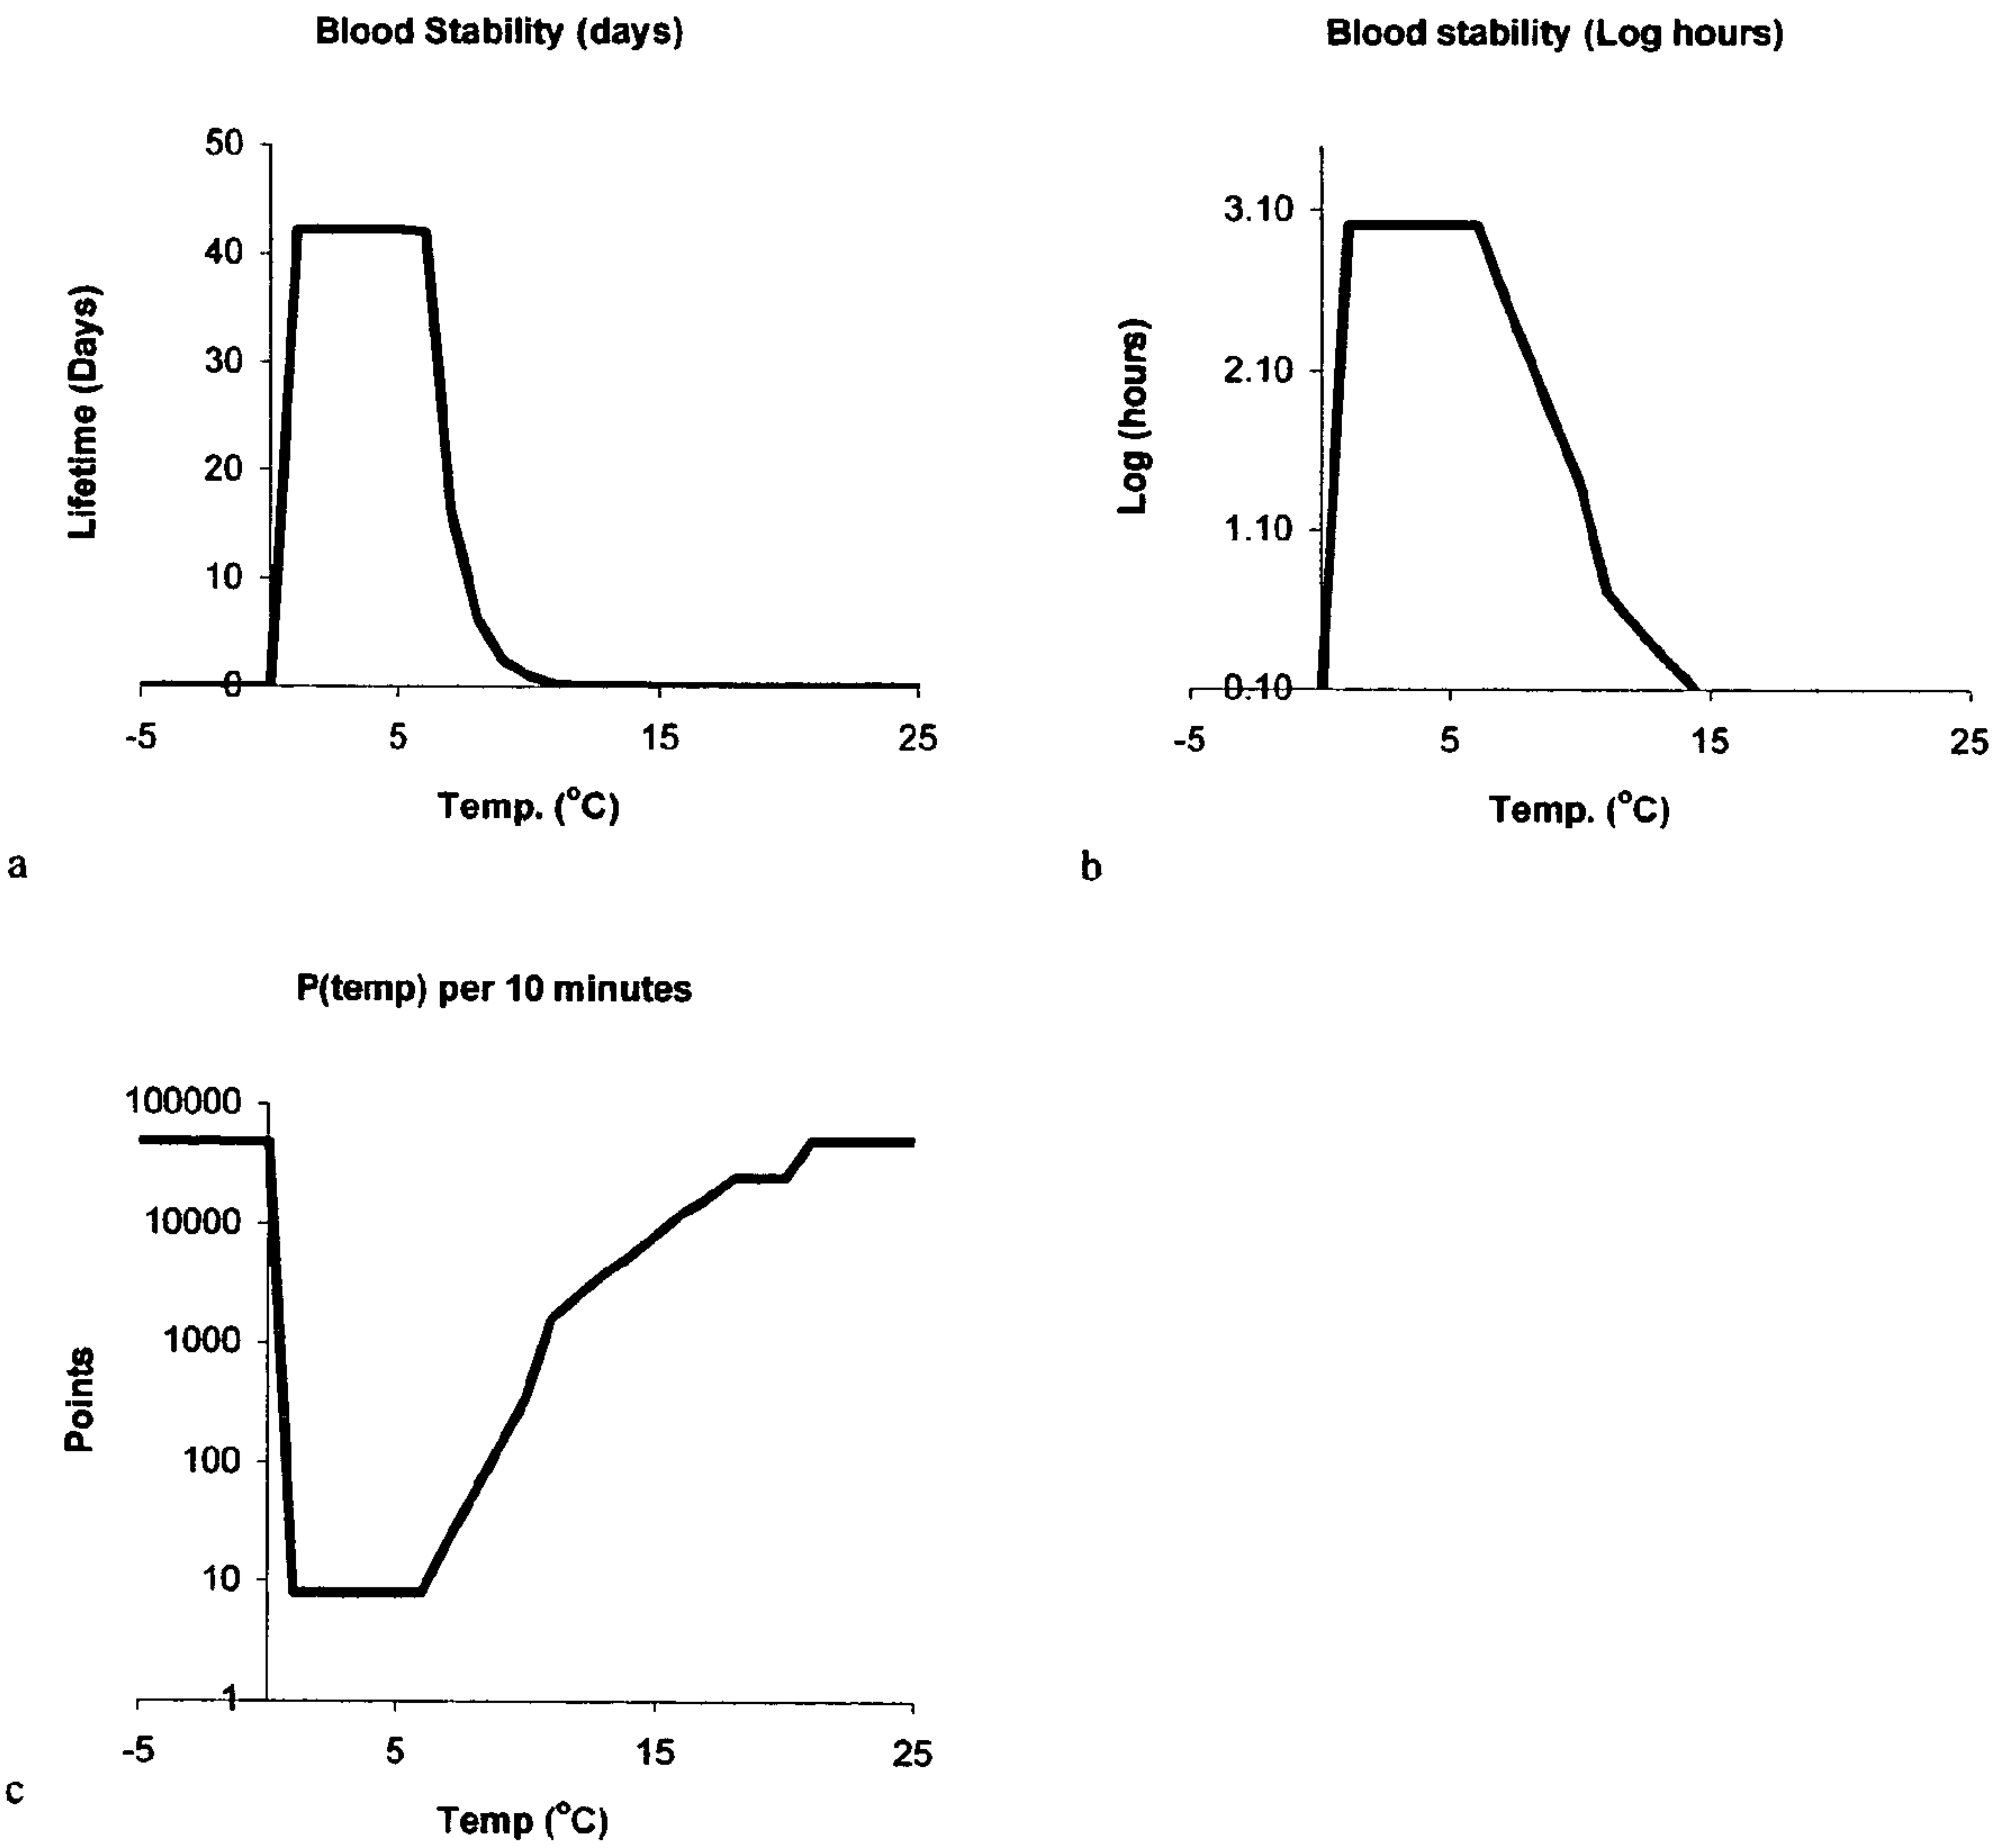 Blood Stability (days)
50
40
30
20
10
0
Lifetime (Days)
-5 5 15 25
Temp. (°C)
a
Blood stability (Log hours)
3.10
2.10
1.10
0.10
Log (hours)
-5 5 15 25
Temp. (°C)
b
P(temp) per 10 minutes
100000
10000
1000
100
10
1
Points
-5 5 15 25
Temp (°C)
c